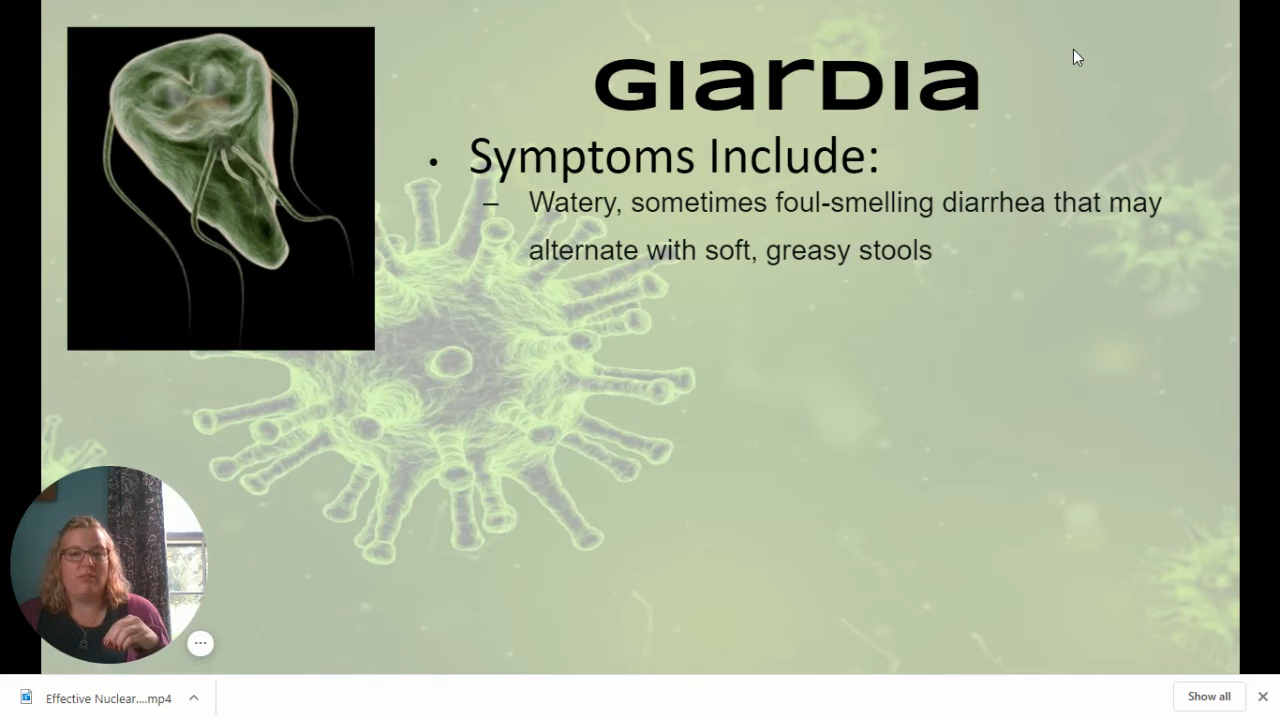 GIarDIa
• Symptoms Include:
– Watery, sometimes foul-smelling diarrhea that may
alternate with soft, greasy stools
Effective Nuclear....mp4
Show all